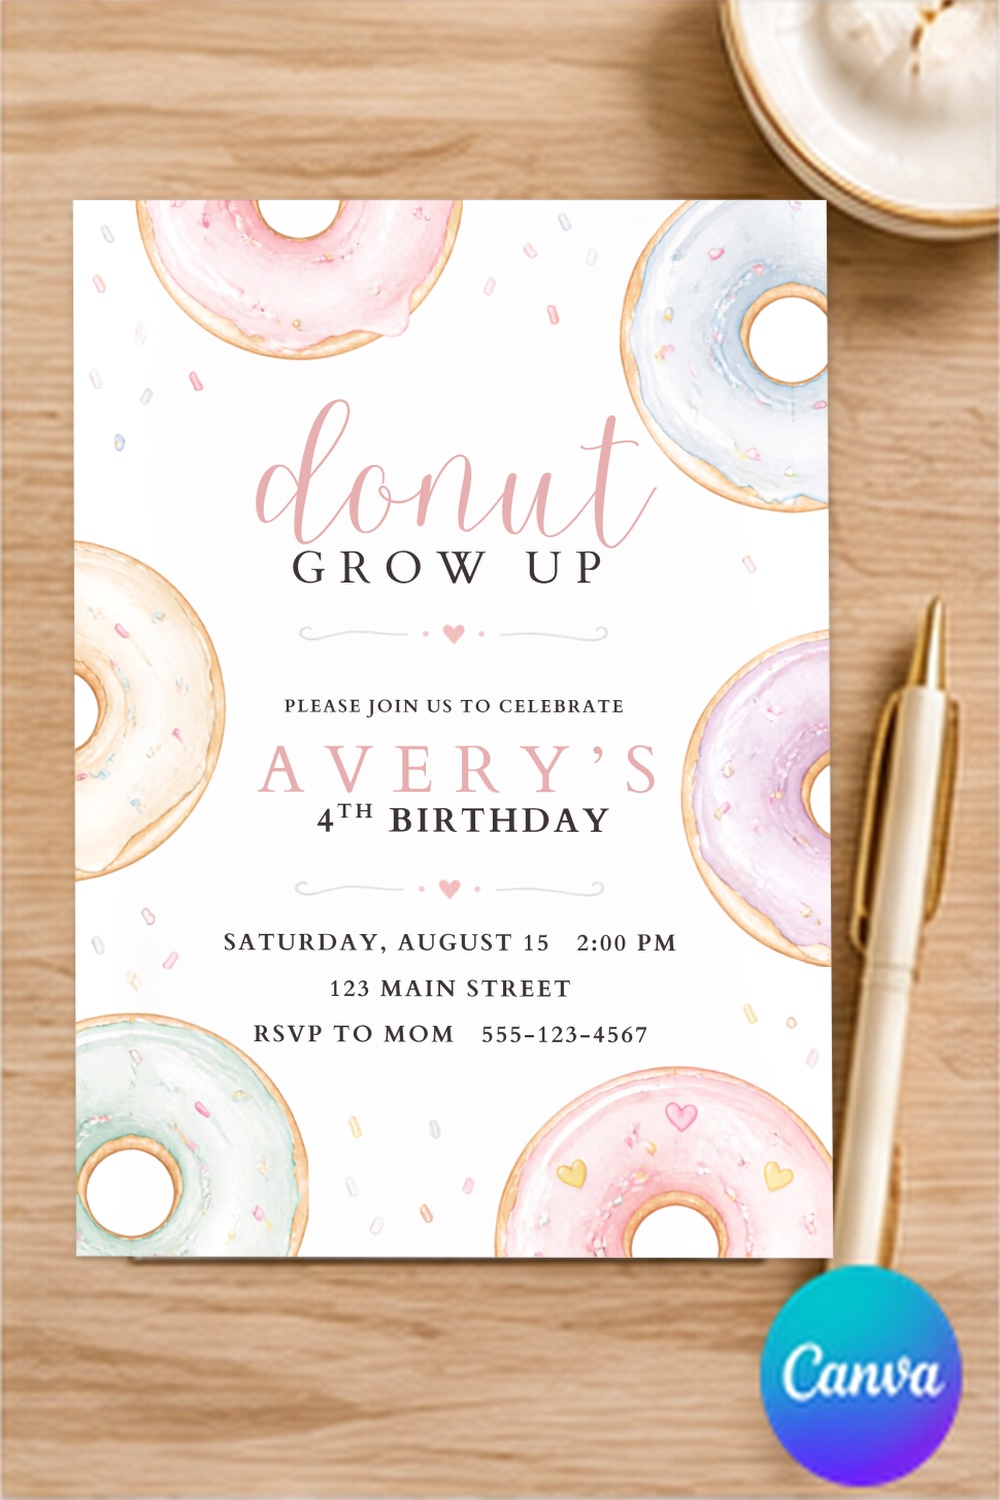 donut
GROW UP
PLEASE JOIN US TO CELEBRATE
AVERY'S
4TH BIRTHDAY
SATURDAY, AUGUST 15 2:00 PM
123 MAIN STREET
RSVP TO MOM 555-123-4567
Canva